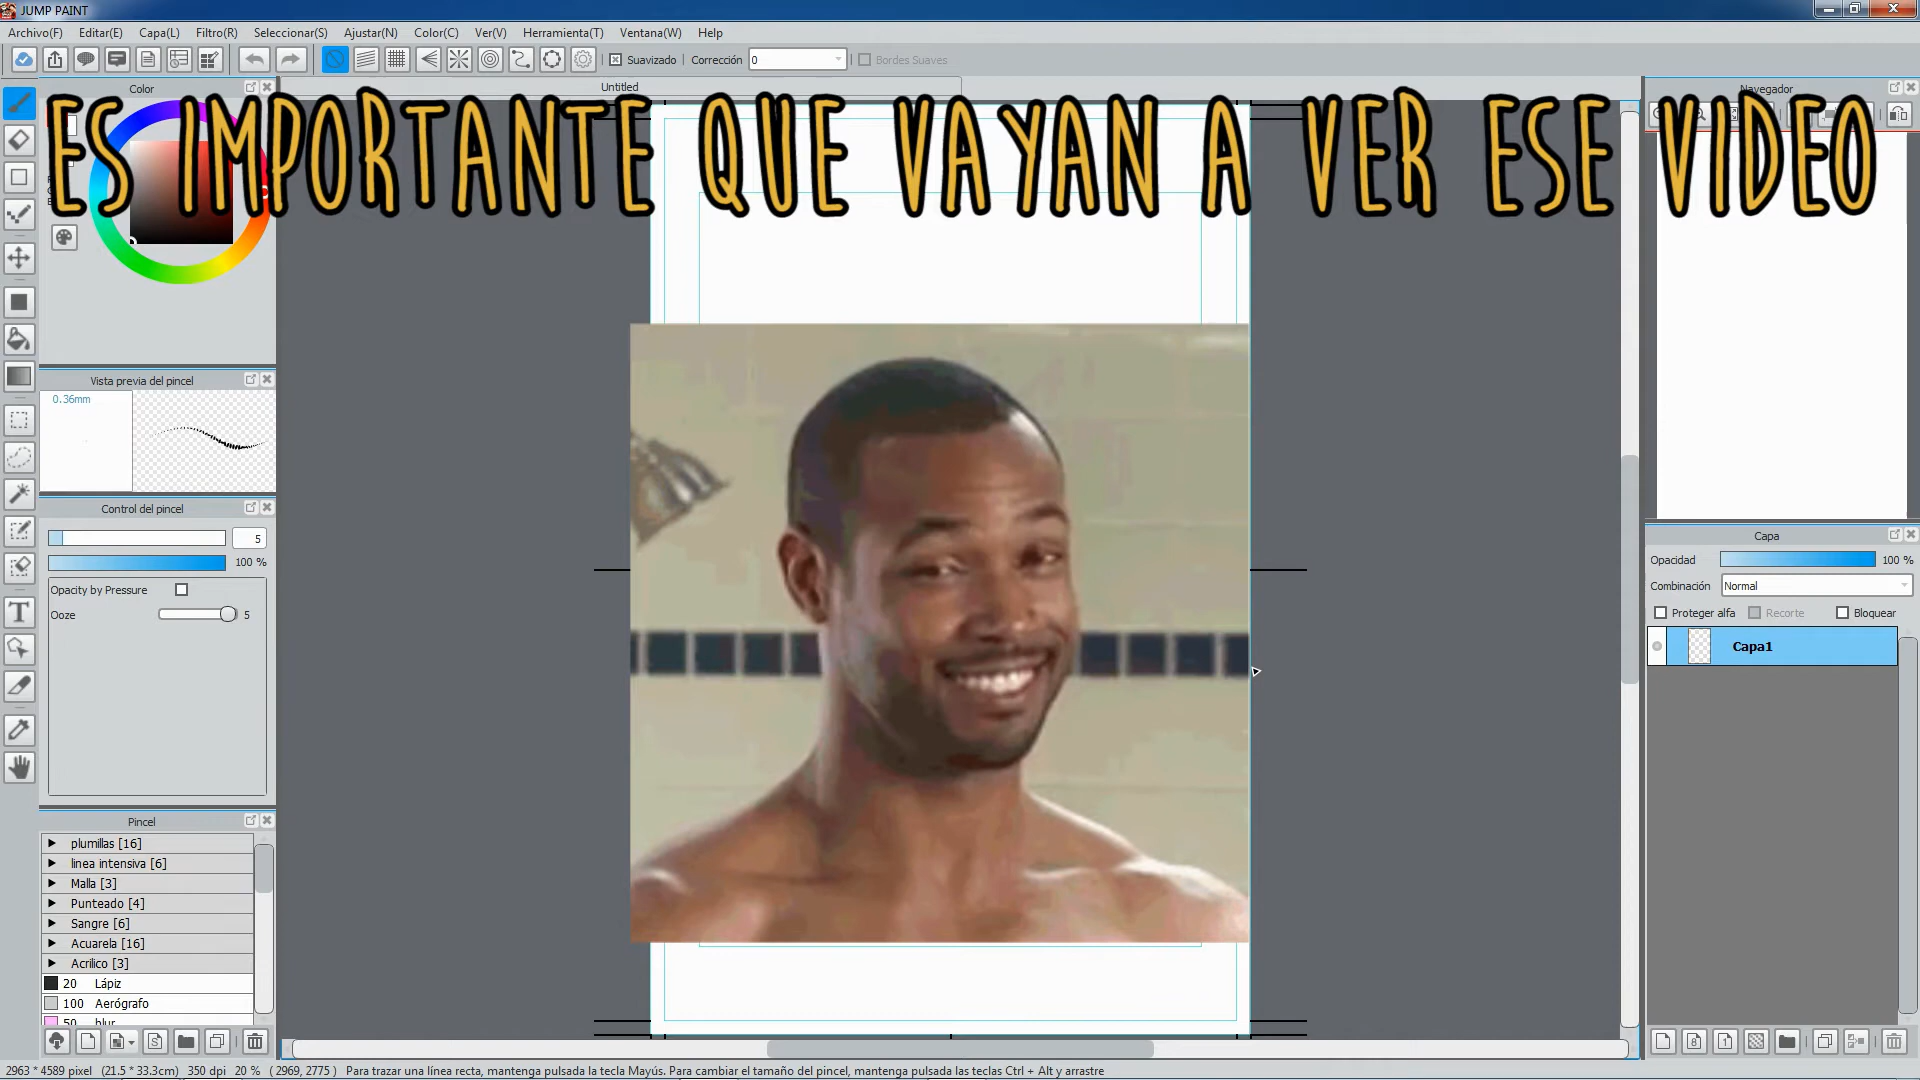 JUMP PAINT
Archivo(F) Editar(E) Capa(L) Filtro(R) Seleccionar(S) Ajustar(N) Color(C) Ver(V) Herramienta(T) Ventana(W) Help
Suavizado Corrección 0 Bordes Suaves
Color
Untitled
Navegador
ES IMPORTANTE QUE VAYAN A VER ESE VIDEO
Vista previa del pincel
0.36mm
Control del pincel
5
100 %
Opacity by Pressure
Ooze 5
Pincel
plumillas [16]
linea intensiva [6]
Malla [3]
Punteado [4]
Sangre [6]
Acuarela [16]
Acrilico [3]
20 Lápiz
100 Aerógrafo
50 blur
Capa
Opacidad 100 %
Combinación Normal
Proteger alfa Recorte Bloquear
Capa1
2963 * 4589 pixel (21.5 * 33.3cm) 350 dpi 20 % ( 2969, 2775 ) Para trazar una línea recta, mantenga pulsada la tecla Mayús. Para cambiar el tamaño del pincel, mantenga pulsada las teclas Ctrl + Alt y arrastre